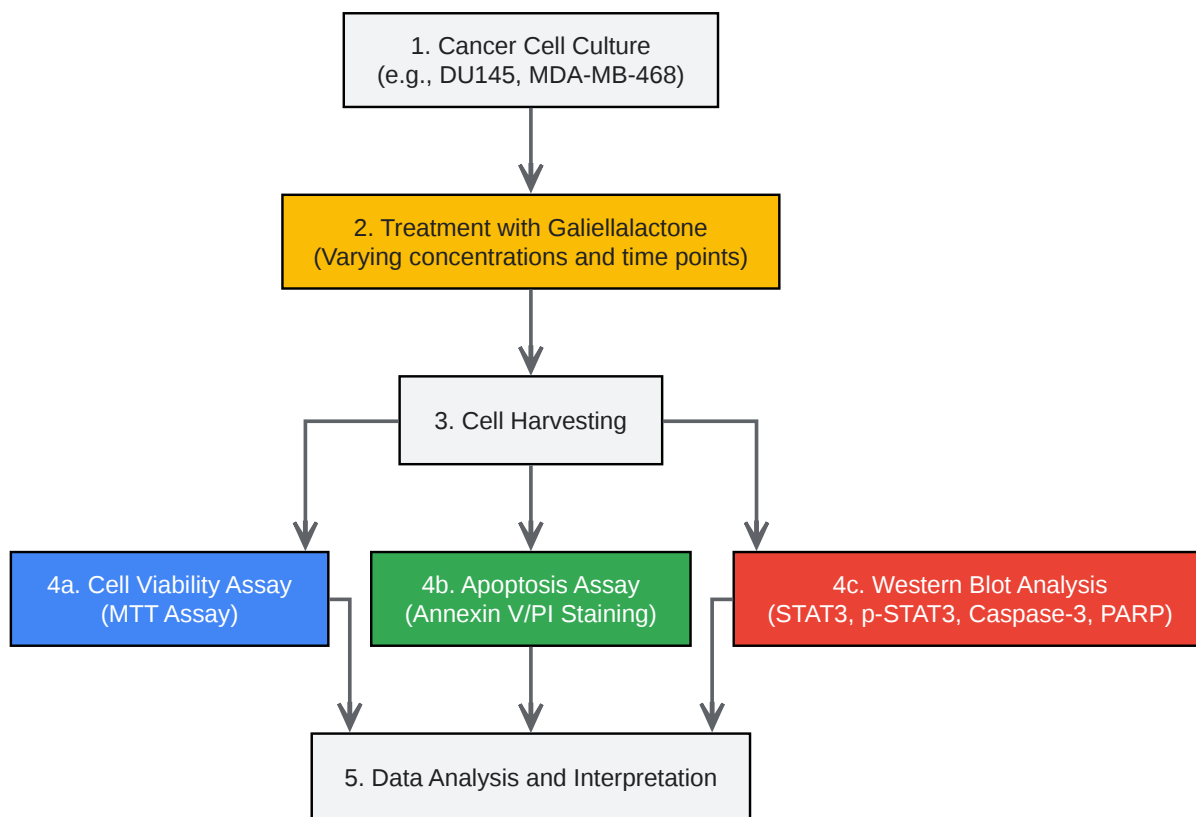 1. Cancer Cell Culture
(e.g., DU145, MDA-MB-468)
2. Treatment with Galiellalactone
(Varying concentrations and time points)
3. Cell Harvesting
4a. Cell Viability Assay
(MTT Assay)
4b. Apoptosis Assay
(Annexin V/PI Staining)
4c. Western Blot Analysis
(STAT3, p-STAT3, Caspase-3, PARP)
5. Data Analysis and Interpretation